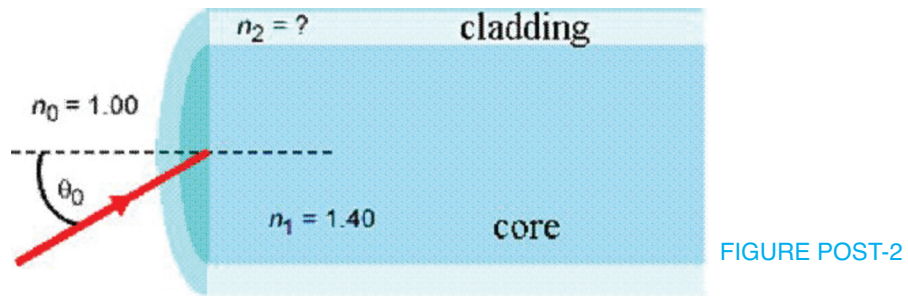 n₂ = ?
cladding
n₀ = 1.00
θ₀
n₁ = 1.40
core
FIGURE POST-2